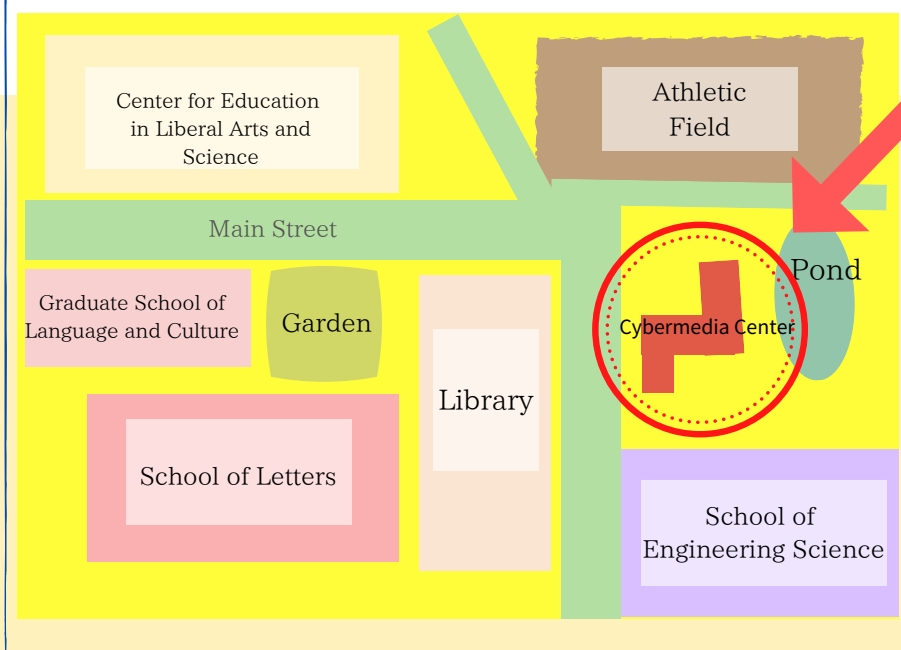 Center for Education
in Liberal Arts and
Science
Athletic
Field
Main Street
Pond
Graduate School of
Language and Culture
Garden
Cybermedia Center
Library
School of Letters
School of
Engineering Science